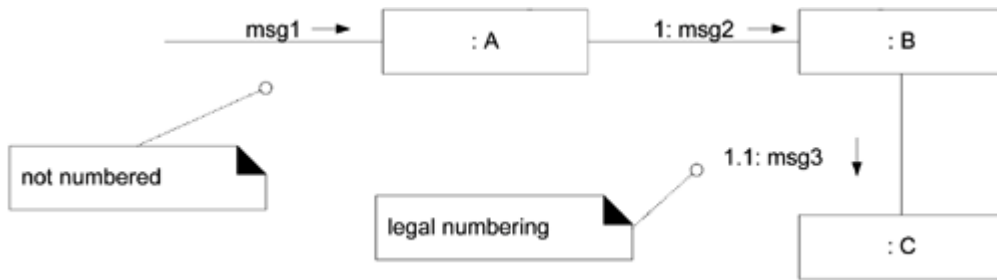 msg1
: A
1: msg2
: B
not numbered
1.1: msg3
legal numbering
: C